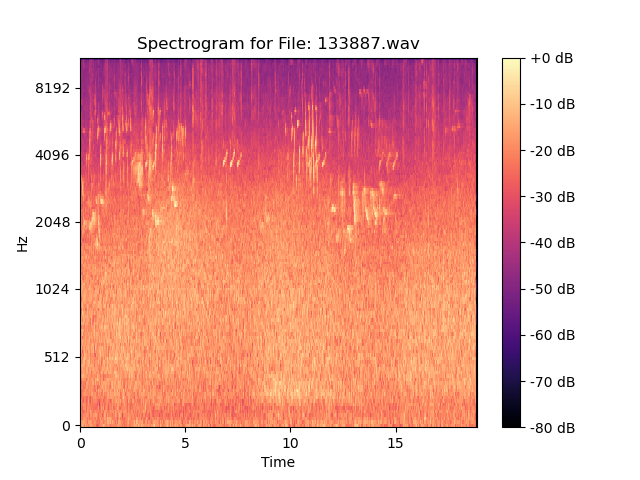 Spectrogram for File: 133887.wav
8192
4096
2048
1024
512
0
Hz
0 5 10 15
Time
+0 dB
-10 dB
-20 dB
-30 dB
-40 dB
-50 dB
-60 dB
-70 dB
-80 dB